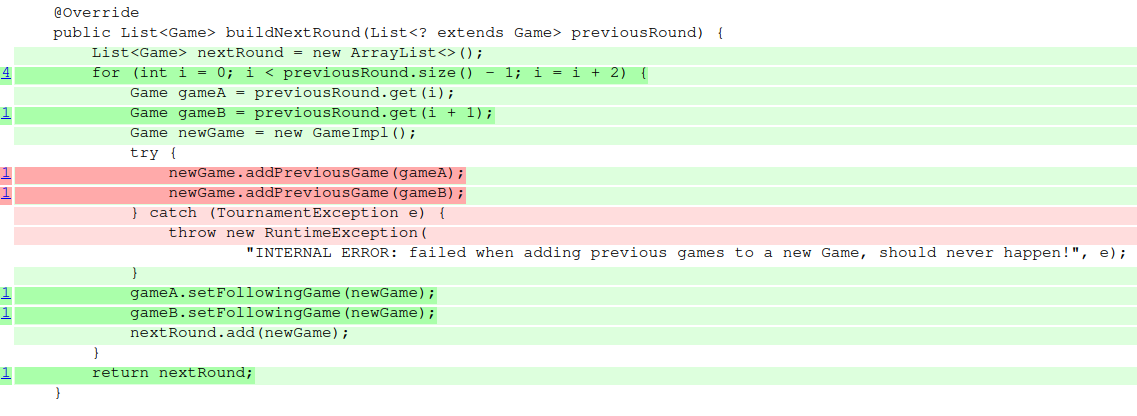 @Override
public List<Game> buildNextRound(List<? extends Game> previousRound) {
List<Game> nextRound = new ArrayList<>();
4 for (int i = 0; i < previousRound.size() - 1; i = i + 2) {
Game gameA = previousRound.get(i);
1 Game gameB = previousRound.get(i + 1);
Game newGame = new GameImpl();
try {
1 newGame.addPreviousGame(gameA);
1 newGame.addPreviousGame(gameB);
} catch (TournamentException e) {
throw new RuntimeException(
"INTERNAL ERROR: failed when adding previous games to a new Game, should never happen!", e);
}
1 gameA.setFollowingGame(newGame);
1 gameB.setFollowingGame(newGame);
nextRound.add(newGame);
}
1 return nextRound;
}